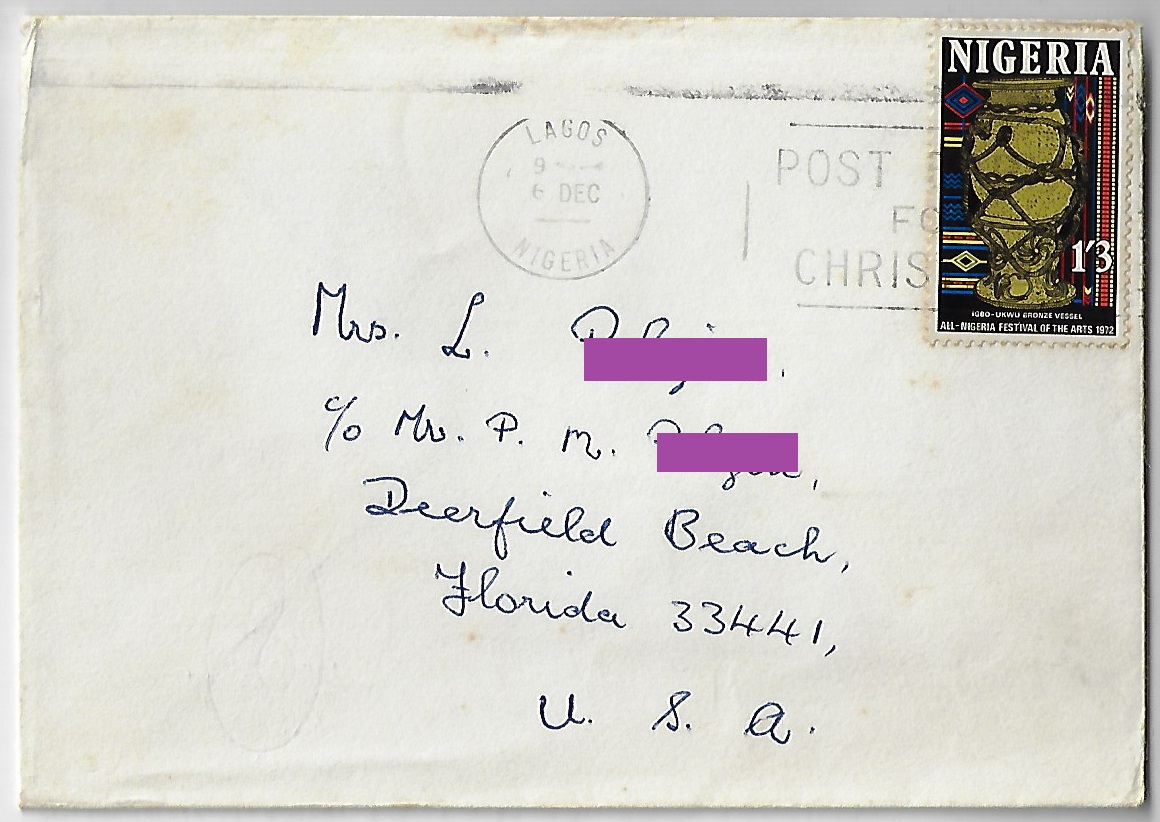 NIGERIA
1'3
IGBO-UKWU BRONZE VESSEL
ALL-NIGERIA FESTIVAL OF THE ARTS 1972
LAGOS
9
6 DEC
NIGERIA
POST
FO
CHRIS
Mrs. L.
c/o Mr. P. M.
Deerfield Beach,
Florida 33441,
U. S. A.